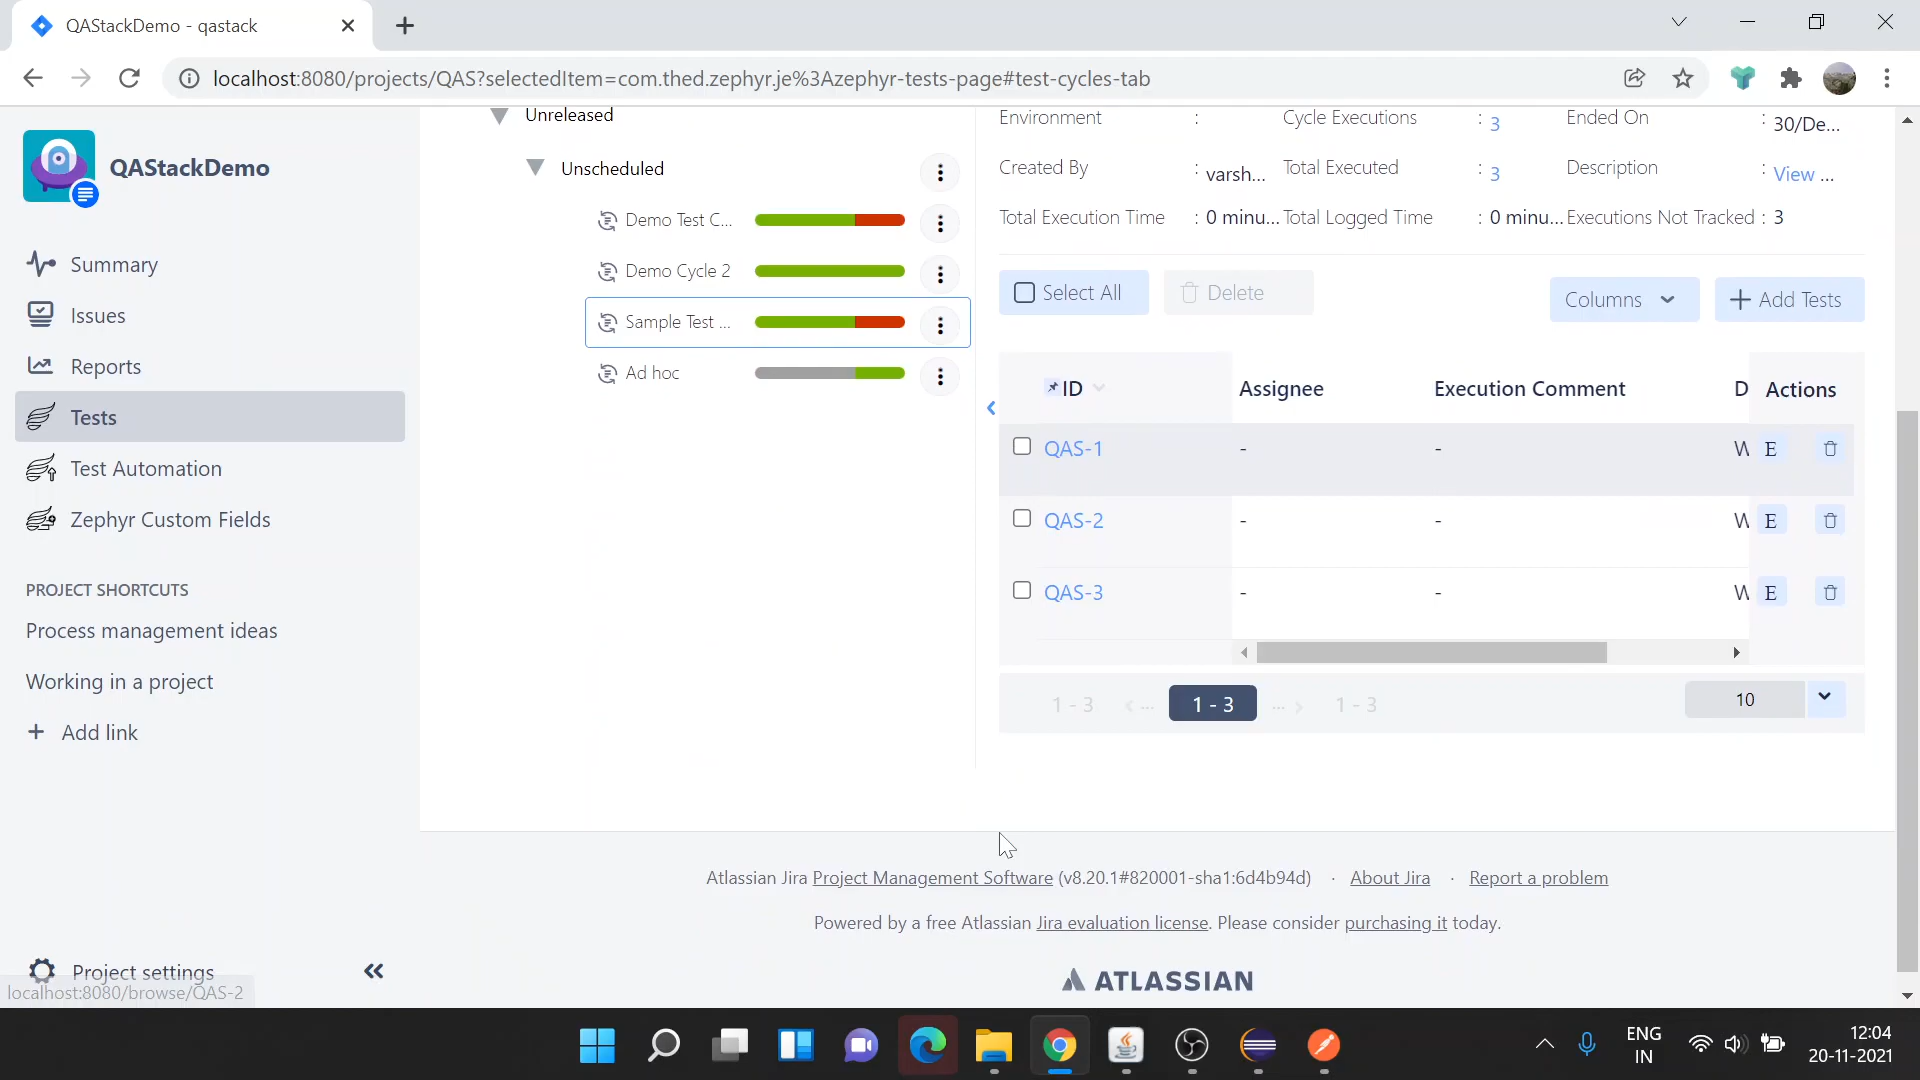 QAStackDemo - qastack
localhost:8080/projects/QAS?selectedItem=com.thed.zephyr.je%3Azephyr-tests-page#test-cycles-tab
QAStackDemo
Summary
Issues
Reports
Tests
Test Automation
Zephyr Custom Fields
PROJECT SHORTCUTS
Process management ideas
Working in a project
+ Add link
Project settings
localhost:8080/browse/QAS-2
Unreleased
Unscheduled
Demo Test C...
Demo Cycle 2
Sample Test ...
Ad hoc
Environment : Cycle Executions : 3 Ended On : 30/De...
Created By : varsh... Total Executed : 3 Description : View ...
Total Execution Time : 0 minu... Total Logged Time : 0 minu... Executions Not Tracked : 3
Select All Delete Columns + Add Tests
ID Assignee Execution Comment D Actions
QAS-1 - - W E
QAS-2 - - W E
QAS-3 - - W E
1 - 3 ... 1 - 3 ... 1 - 3 10
Atlassian Jira Project Management Software (v8.20.1#820001-sha1:6d4b94d) · About Jira · Report a problem
Powered by a free Atlassian Jira evaluation license. Please consider purchasing it today.
ATLASSIAN
ENG
IN
12:04
20-11-2021